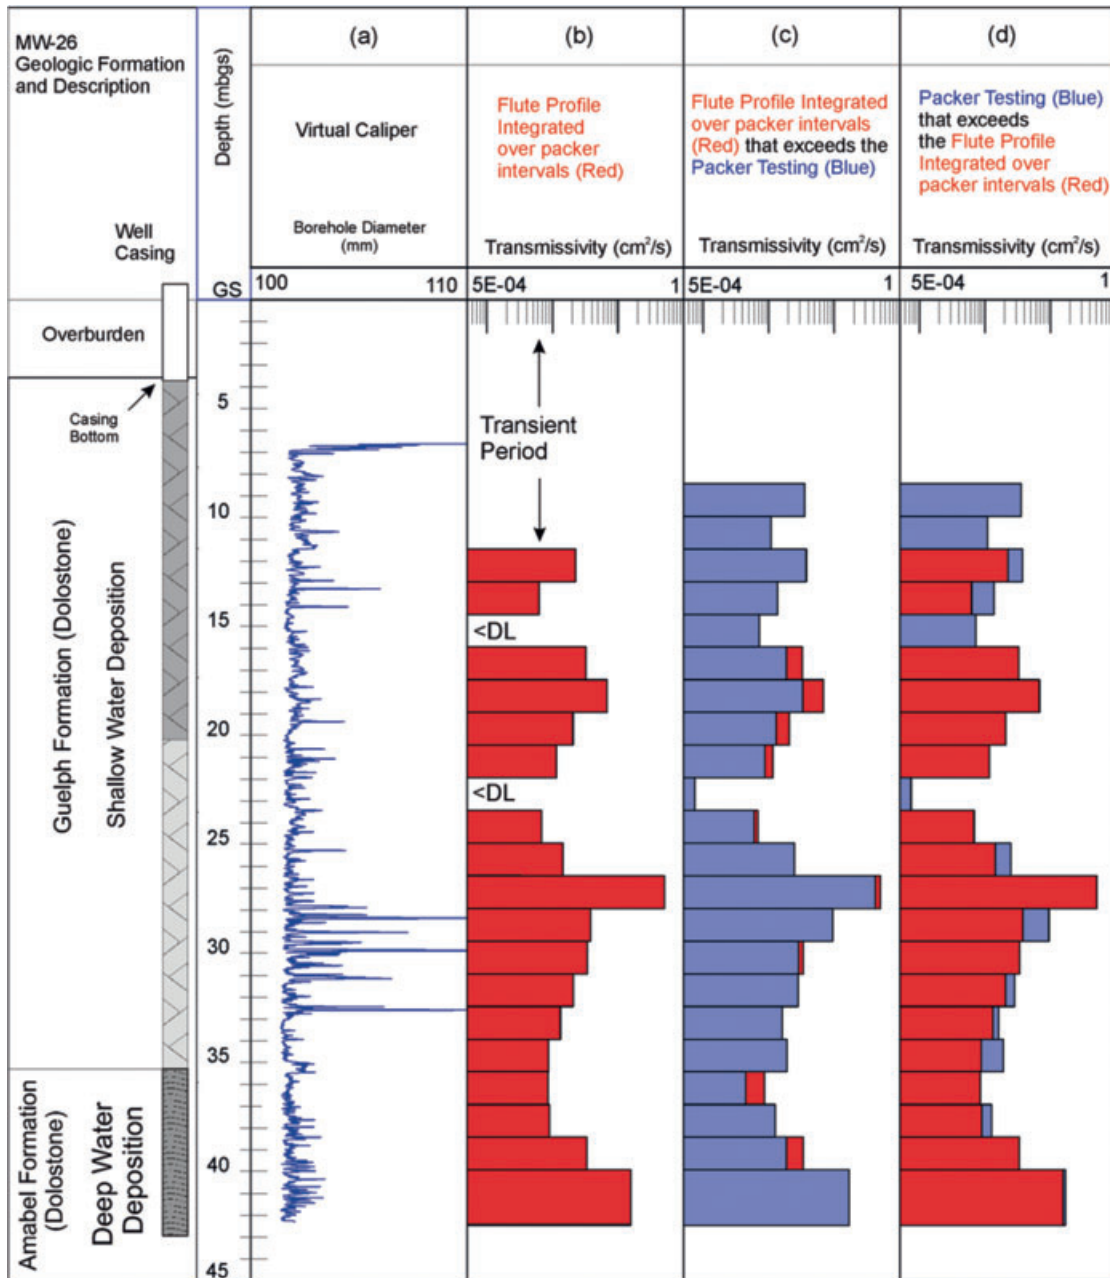 MW-26
Geologic Formation
and Description
Well
Casing
Overburden
Casing
Bottom
Guelph Formation (Dolostone)
Shallow Water Deposition
Amabel Formation
(Dolostone)
Deep Water
Deposition
Depth (mbgs)
GS
5
10
15
20
25
30
35
40
45
(a)
Virtual Caliper
Borehole Diameter
(mm)
100 110
(b)
Flute Profile
Integrated
over packer
intervals (Red)
Transmissivity (cm²/s)
5E-04 1
Transient
Period
<DL
<DL
(c)
Flute Profile Integrated
over packer intervals
(Red) that exceeds the
Packer Testing (Blue)
Transmissivity (cm²/s)
5E-04 1
(d)
Packer Testing (Blue)
that exceeds
the Flute Profile
Integrated over
packer intervals (Red)
Transmissivity (cm²/s)
5E-04 1